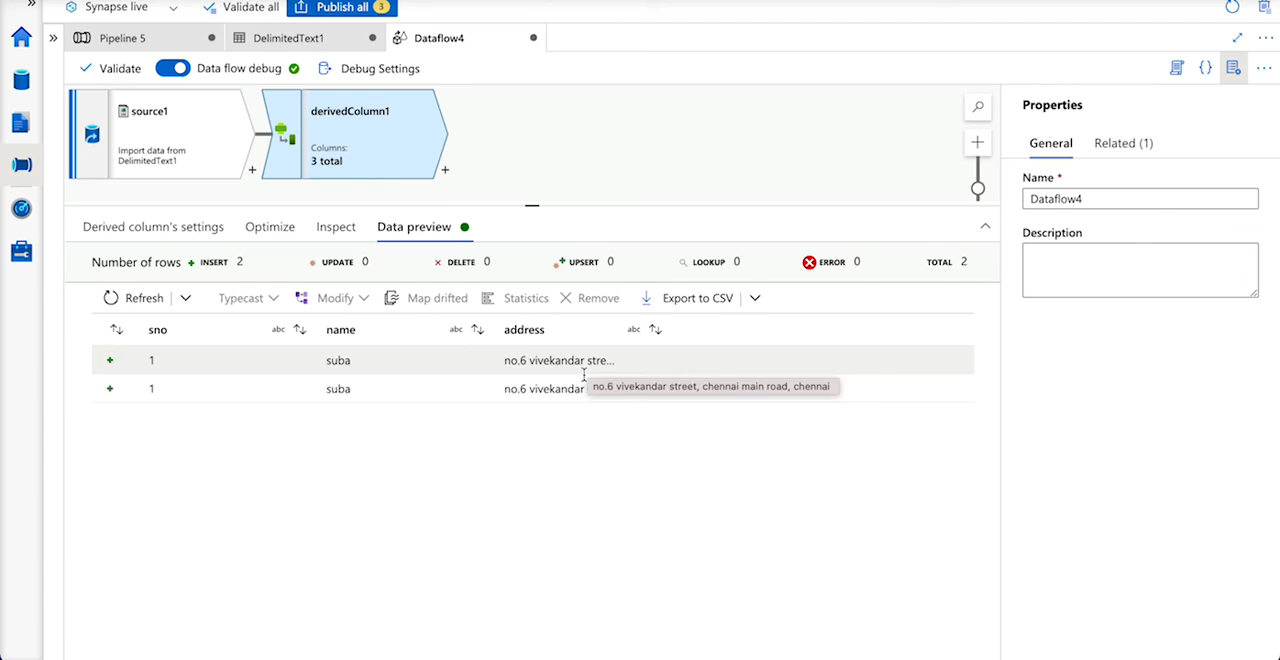 Synapse live Validate all Publish all 3
Pipeline 5 DelimitedText1 Dataflow4
Validate Data flow debug Debug Settings
source1
Import data from
DelimitedText1
+
derivedColumn1
Columns:
3 total
+
Properties
General Related (1)
Name *
Dataflow4
Description
Derived column's settings Optimize Inspect Data preview
Number of rows + INSERT 2 UPDATE 0 DELETE 0 UPSERT 0 LOOKUP 0 ERROR 0 TOTAL 2
Refresh Typecast Modify Map drifted Statistics Remove Export to CSV
sno abc name abc address abc
+ 1 suba no.6 vivekandar stre...
+ 1 suba no.6 vivekandar
no.6 vivekandar street, chennai main road, chennai